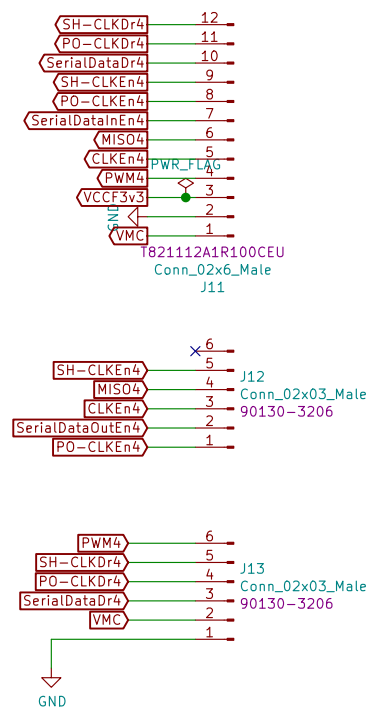 SH-CLKDr4 12
PO-CLKDr4 11
SerialDataDr4 10
SH-CLKEn4 9
PO-CLKEn4 8
SerialDataInEn4 7
MISO4 6
CLKEn4 5
PWR_FLAG
PWM4 4
VCCF3v3 3
GND 2
VMC 1
T821112A1R100CEU
Conn_02x6_Male
J11
6
SH-CLKEn4 5
J12
MISO4 4
Conn_02x03_Male
CLKEn4 3
90130-3206
SerialDataOutEn4 2
PO-CLKEn4 1
PWM4 6
SH-CLKDr4 5
J13
PO-CLKDr4 4
Conn_02x03_Male
SerialDataDr4 3
90130-3206
VMC 2
1
GND